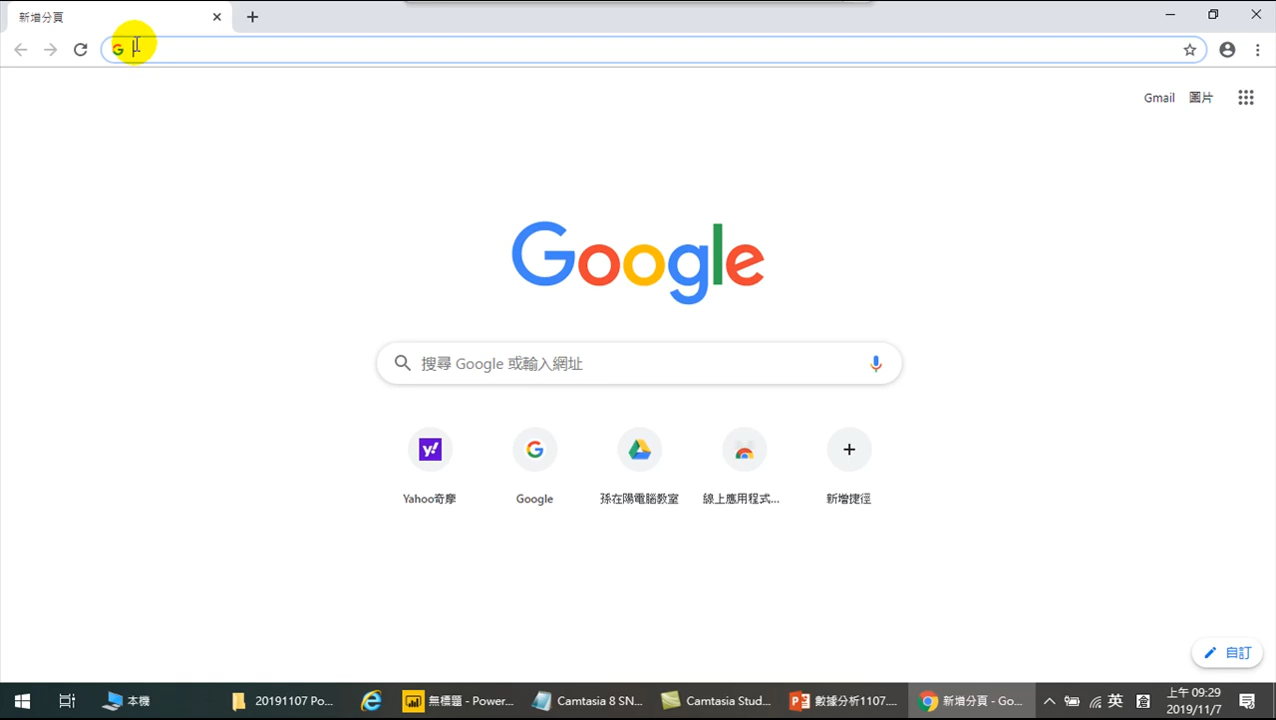 新增分頁
Gmail 圖片
Google
搜尋 Google 或輸入網址
Yahoo奇摩
Google
孫在陽電腦教室
線上應用程式...
新增捷徑
自訂
本機
20191107 Po...
無標題 - Power...
Camtasia 8 SN...
Camtasia Stud...
數據分析1107....
新增分頁 - Go...
英
上午 09:29
2019/11/7